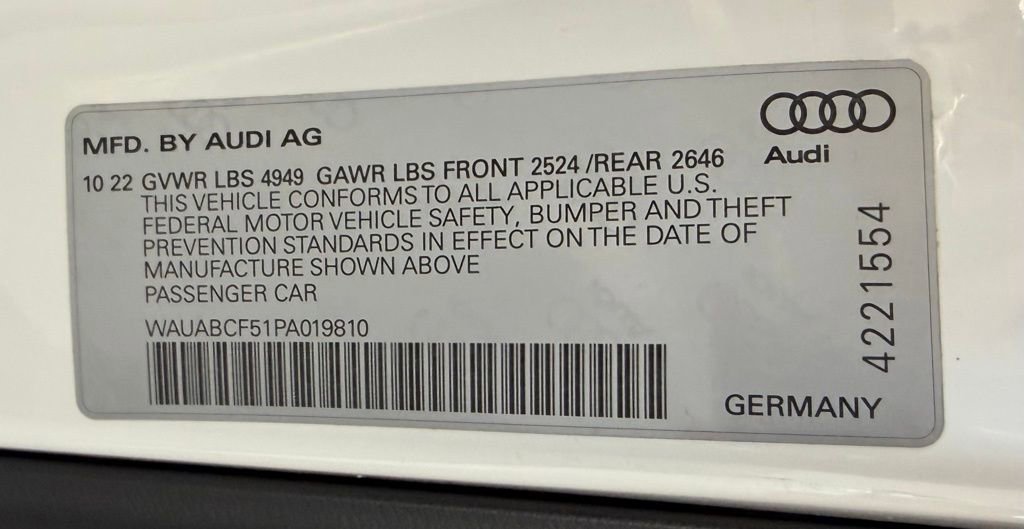 MFD. BY AUDI AG
Audi
10 22 GVWR LBS 4949 GAWR LBS FRONT 2524 /REAR 2646
THIS VEHICLE CONFORMS TO ALL APPLICABLE U.S.
FEDERAL MOTOR VEHICLE SAFETY, BUMPER AND THEFT
PREVENTION STANDARDS IN EFFECT ON THE DATE OF
MANUFACTURE SHOWN ABOVE
PASSENGER CAR
WAUABCF51PA019810
4221554
GERMANY